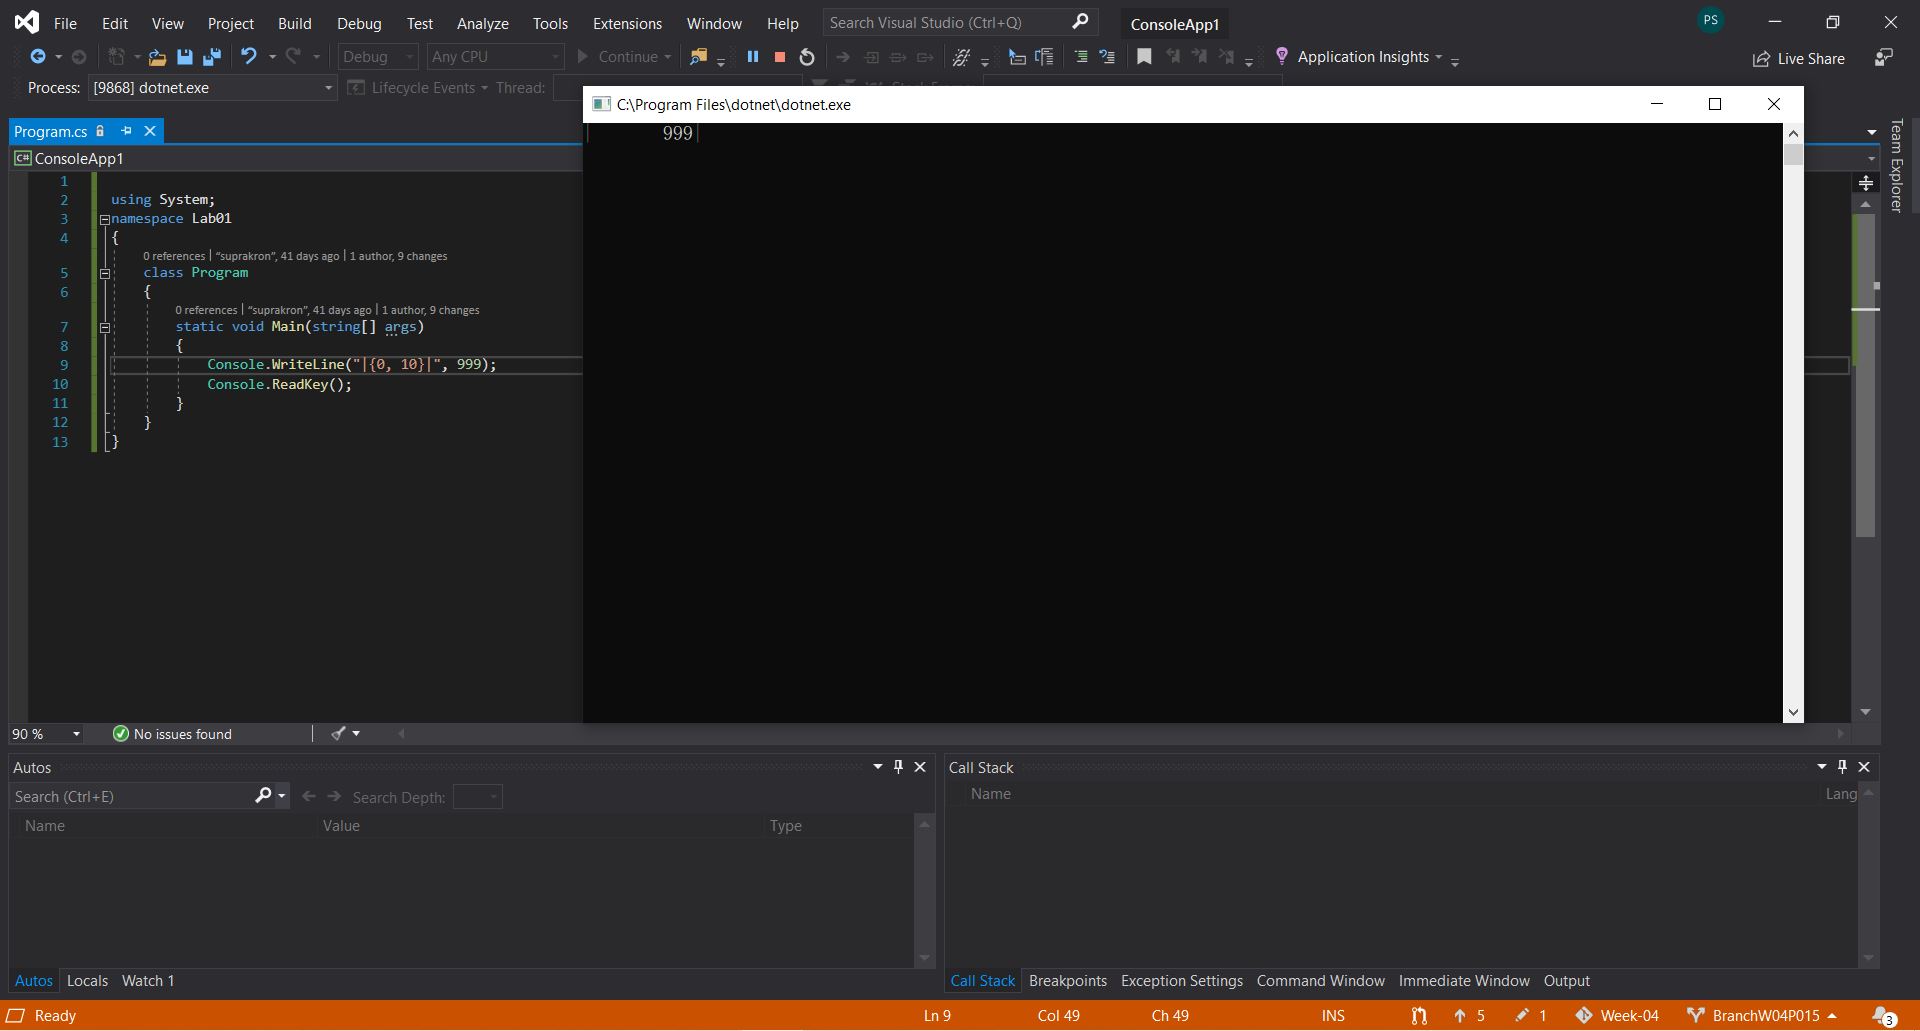 File Edit View Project Build Debug Test Analyze Tools Extensions Window Help Search Visual Studio (Ctrl+Q) ConsoleApp1 PS
Debug Any CPU Continue Application Insights Live Share
Process: [9868] dotnet.exe Lifecycle Events Thread:
C:\Program Files\dotnet\dotnet.exe
|       999|
Program.cs
C# ConsoleApp1
Team Explorer
1
2 using System;
3 namespace Lab01
4 {
0 references | "suprakron", 41 days ago | 1 author, 9 changes
5 class Program
6 {
0 references | "suprakron", 41 days ago | 1 author, 9 changes
7 static void Main(string[] args)
8 {
9 Console.WriteLine("|{0, 10}|", 999);
10 Console.ReadKey();
11 }
12 }
13 }
90 % No issues found
Autos
Search (Ctrl+E) Search Depth:
Name Value Type
Autos Locals Watch 1
Call Stack
Name Lang
Call Stack Breakpoints Exception Settings Command Window Immediate Window Output
Ready Ln 9 Col 49 Ch 49 INS 5 1 Week-04 BranchW04P015 3